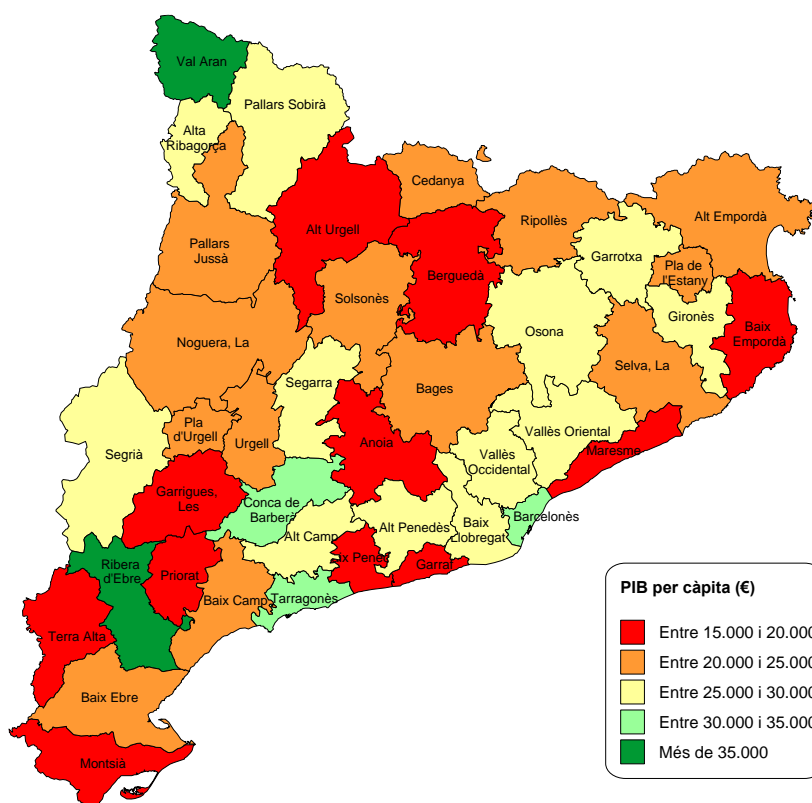 Val Aran
Pallars Sobirà
Alta
Ribagorça
Cedanya
Alt Empordà
Ripollès
Alt Urgell
Pallars
Jussà
Garrotxa
Pla de
l'Estany
Berguedà
Solsonès
Gironès
Baix
Empordà
Osona
Noguera, La
Segarra
Selva, La
Bages
Pla
d'Urgell
Urgell
Vallès Oriental
Anoia
Segrià
Vallès
Occidental
Maresme
Garrigues,
Les
Conca de
Barberà
Barcelonès
Alt Penedès
Baix
Llobregat
Alt Camp
ix Pened
Garraf
Ribera
d'Ebre
Priorat
Baix Camp
Tarragonès
Terra Alta
Baix Ebre
Montsià
PIB per càpita (€)
Entre 15.000 i 20.000
Entre 20.000 i 25.000
Entre 25.000 i 30.000
Entre 30.000 i 35.000
Més de 35.000